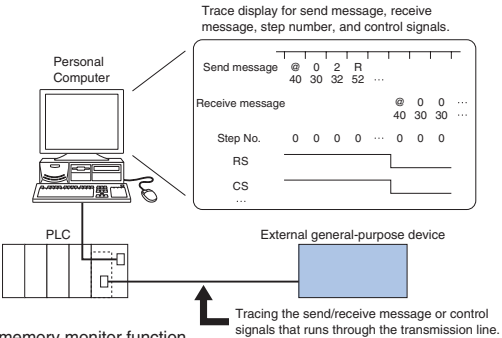 Trace display for send message, receive
message, step number, and control signals.
Personal
Computer
Send message @ 0 2 R
40 30 32 52 ...
Receive message @ 0 0 ...
40 30 30 ...
Step No. 0 0 0 0 ... 0 0 0
RS
CS
...
PLC
External general-purpose device
Tracing the send/receive message or control
signals that runs through the transmission line.
memory monitor function